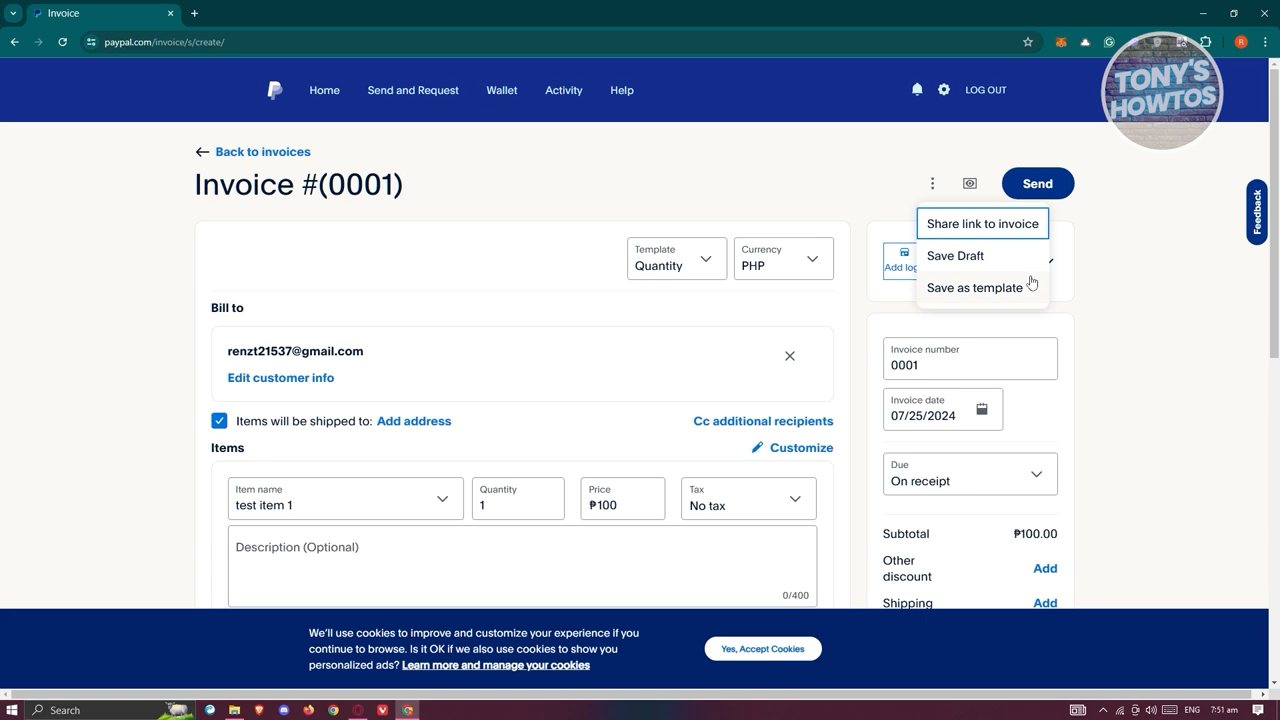 Invoice
paypal.com/invoice/s/create/
TONY'S
HOWTOS
Home
Send and Request
Wallet
Activity
Help
LOG OUT
Back to invoices
Invoice #(0001)
Send
Share link to invoice
Save Draft
Save as template
Feedback
Template
Quantity
Currency
PHP
Bill to
renzt21537@gmail.com
Edit customer info
Items will be shipped to: Add address
Cc additional recipients
Items
Customize
Item name
test item 1
Quantity
1
Price
₱100
Tax
No tax
Description (Optional)
0/400
Add
Invoice number
0001
Invoice date
07/25/2024
Due
On receipt
Subtotal
₱100.00
Other
discount
Add
Shipping
Add
We'll use cookies to improve and customize your experience if you
continue to browse. Is it OK if we also use cookies to show you
personalized ads? Learn more and manage your cookies
Yes, Accept Cookies
Search
ENG
7:51 am